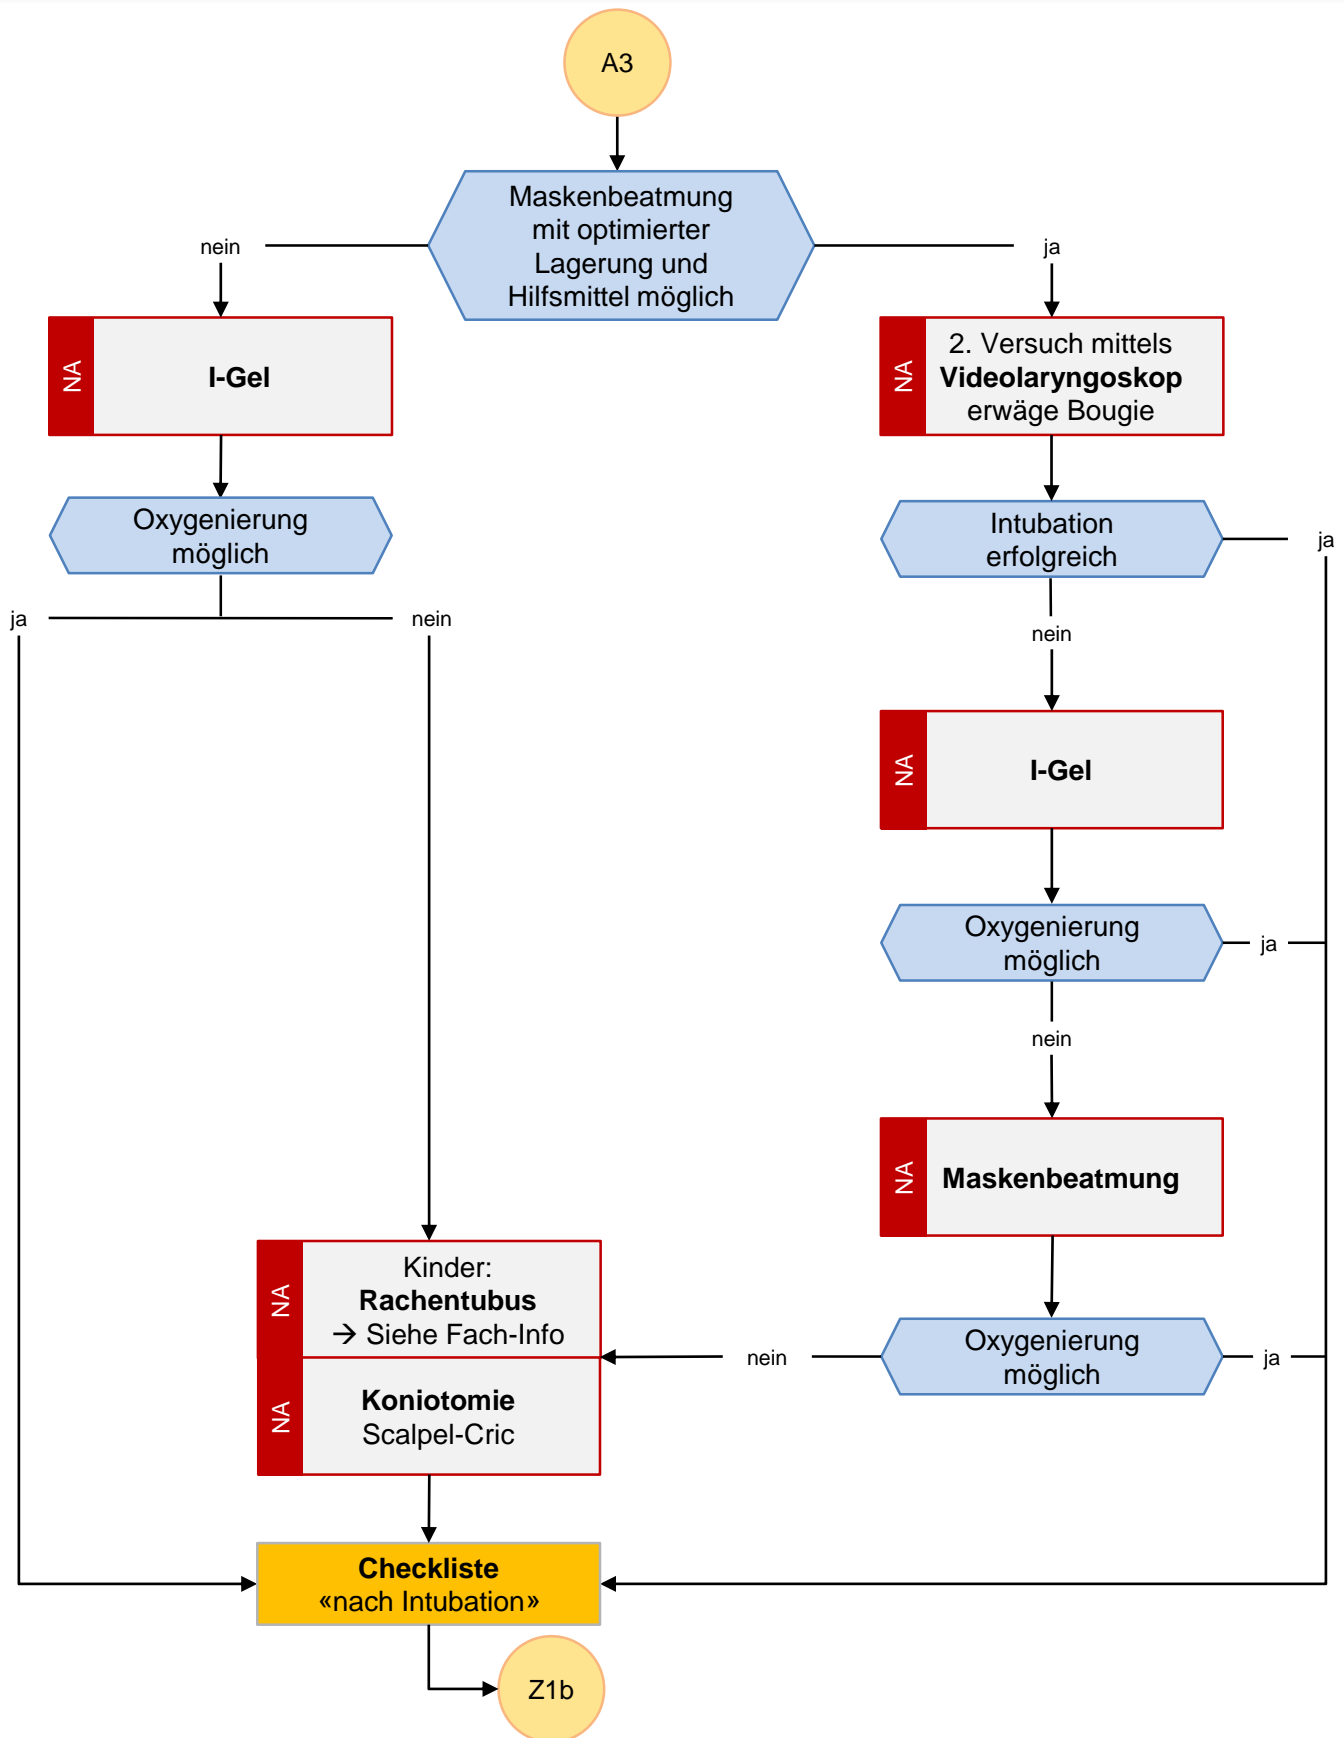 A3
Maskenbeatmung
mit optimierter
Lagerung und
Hilfsmittel möglich
nein
ja
NA
I-Gel
NA
2. Versuch mittels
Videolaryngoskop
erwäge Bougie
Oxygenierung
möglich
Intubation
erfolgreich
ja
ja
nein
nein
NA
I-Gel
Oxygenierung
möglich
ja
nein
NA
Maskenbeatmung
NA
Kinder:
Rachentubus
→ Siehe Fach-Info
nein
Oxygenierung
möglich
ja
NA
Koniotomie
Scalpel-Cric
Checkliste
«nach Intubation»
Z1b